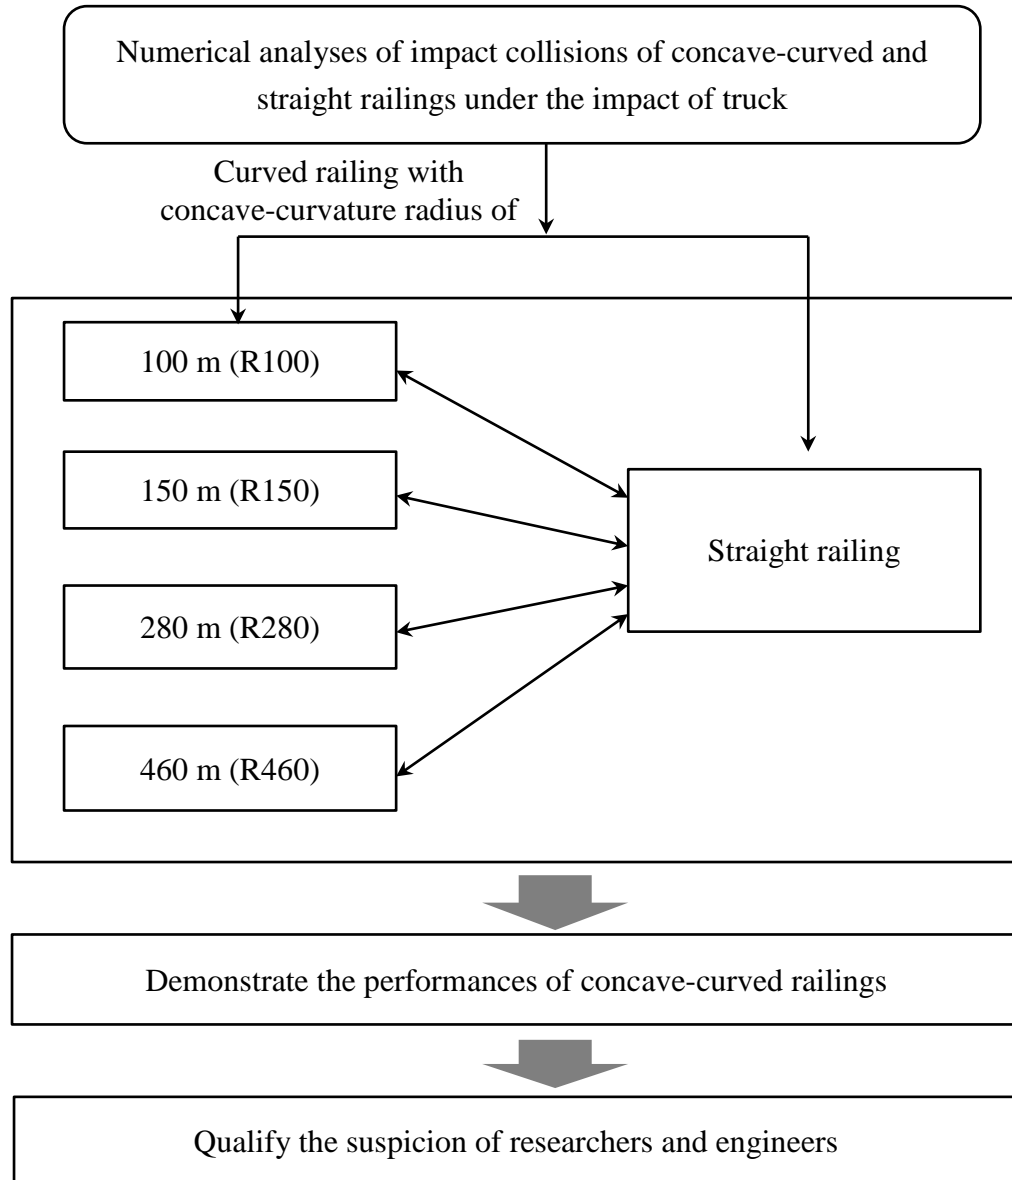 Numerical analyses of impact collisions of concave-curved and
straight railings under the impact of truck
Curved railing with
concave-curvature radius of
100 m (R100)
150 m (R150)
Straight railing
280 m (R280)
460 m (R460)
Demonstrate the performances of concave-curved railings
Qualify the suspicion of researchers and engineers